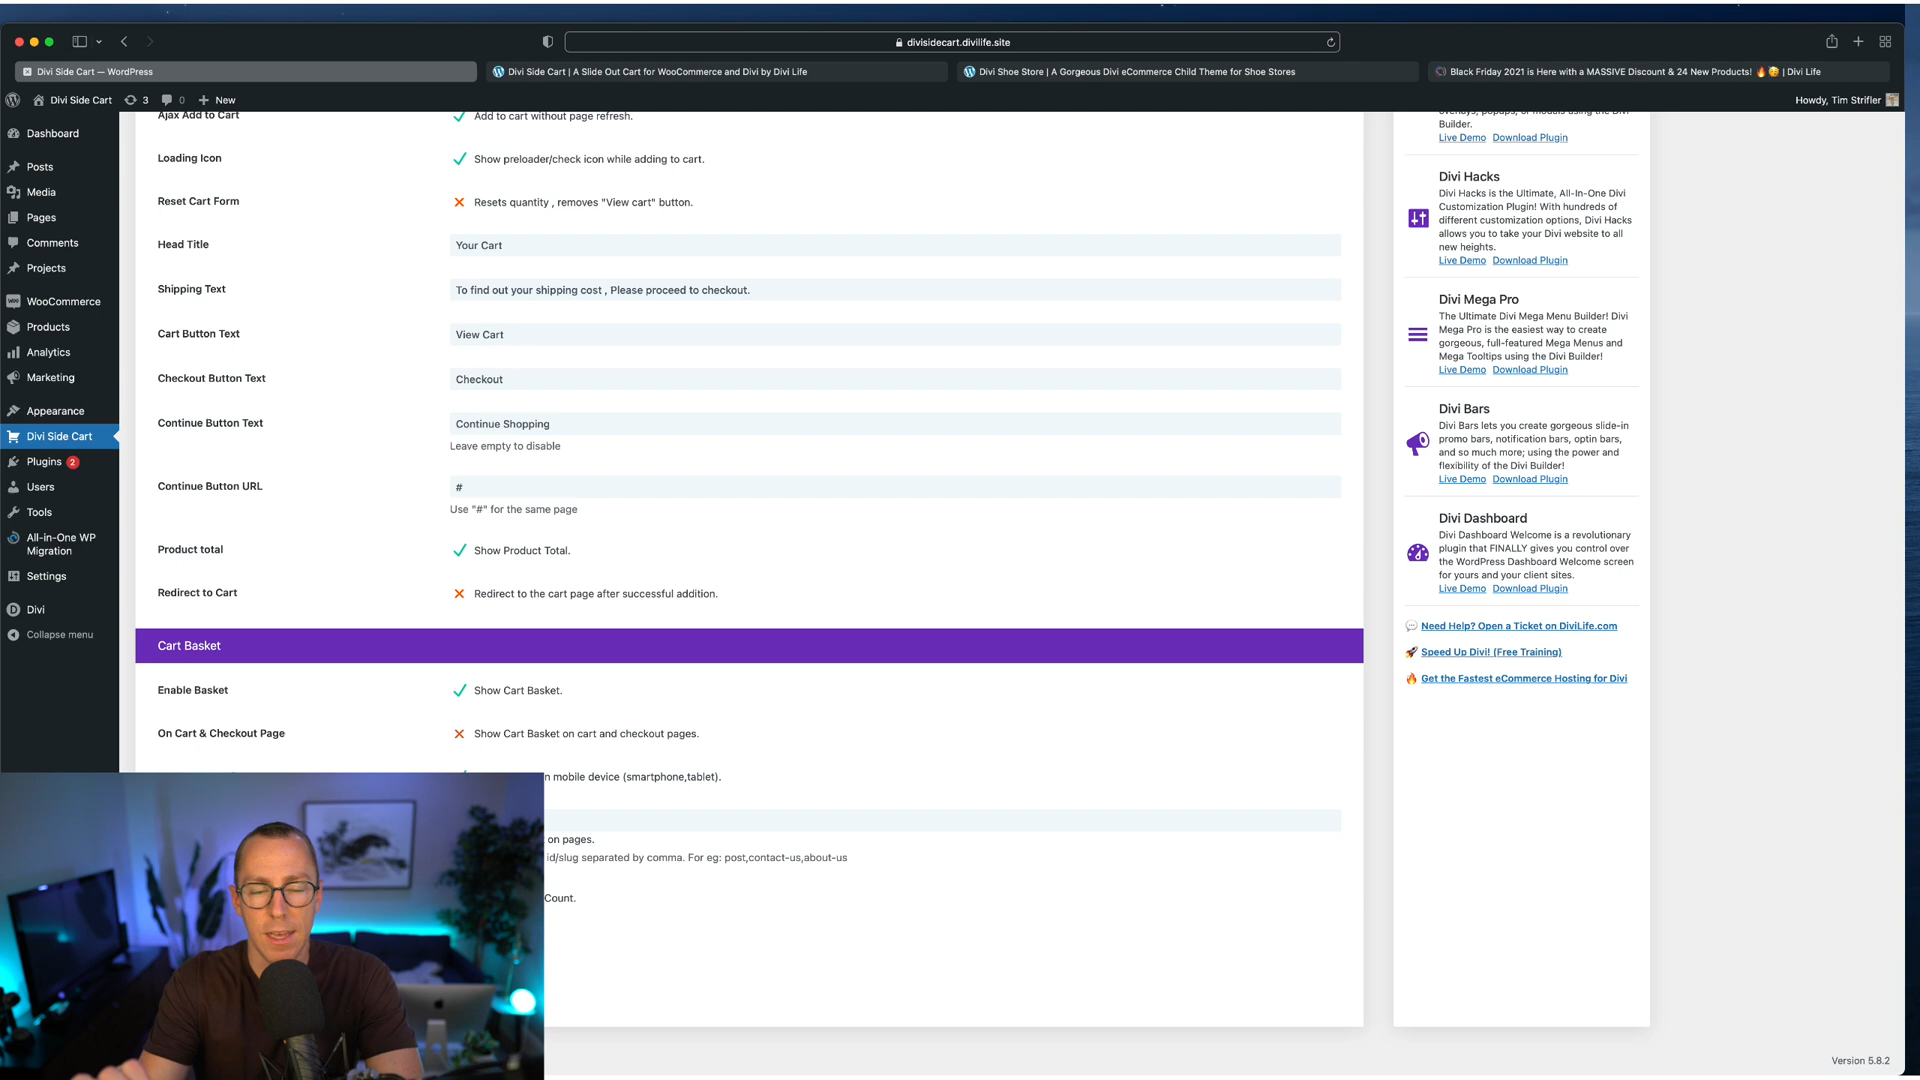 divisidecart.divilife.site
Divi Side Cart — WordPress
Divi Side Cart | A Slide Out Cart for WooCommerce and Divi by Divi Life
Divi Shoe Store | A Gorgeous Divi eCommerce Child Theme for Shoe Stores
Black Friday 2021 is Here with a MASSIVE Discount & 24 New Products! 🔥🥳 | Divi Life
Divi Side Cart
3
0
New
Howdy, Tim Strifler
Dashboard
Posts
Media
Pages
Comments
Projects
WooCommerce
Products
Analytics
Marketing
Appearance
Divi Side Cart
Plugins 2
Users
Tools
All-in-One WP
Migration
Settings
Divi
Collapse menu
Ajax Add to Cart
Add to cart without page refresh.
Loading Icon
Show preloader/check icon while adding to cart.
Reset Cart Form
Resets quantity , removes "View cart" button.
Head Title
Your Cart
Shipping Text
To find out your shipping cost , Please proceed to checkout.
Cart Button Text
View Cart
Checkout Button Text
Checkout
Continue Button Text
Continue Shopping
Leave empty to disable
Continue Button URL
#
Use "#" for the same page
Product total
Show Product Total.
Redirect to Cart
Redirect to the cart page after successful addition.
Cart Basket
Enable Basket
Show Cart Basket.
On Cart & Checkout Page
Show Cart Basket on cart and checkout pages.
n mobile device (smartphone,tablet).
on pages.
id/slug separated by comma. For eg: post,contact-us,about-us
Count.
overlays, popups, or modals using the Divi
Builder.
Live Demo Download Plugin
Divi Hacks
Divi Hacks is the Ultimate, All-In-One Divi
Customization Plugin! With hundreds of
different customization options, Divi Hacks
allows you to take your Divi website to all
new heights.
Live Demo Download Plugin
Divi Mega Pro
The Ultimate Divi Mega Menu Builder! Divi
Mega Pro is the easiest way to create
gorgeous, full-featured Mega Menus and
Mega Tooltips using the Divi Builder!
Live Demo Download Plugin
Divi Bars
Divi Bars lets you create gorgeous slide-in
promo bars, notification bars, optin bars,
and so much more; using the power and
flexibility of the Divi Builder!
Live Demo Download Plugin
Divi Dashboard
Divi Dashboard Welcome is a revolutionary
plugin that FINALLY gives you control over
the WordPress Dashboard Welcome screen
for yours and your client sites.
Live Demo Download Plugin
💬 Need Help? Open a Ticket on DiviLife.com
🚀 Speed Up Divi! (Free Training)
🔥 Get the Fastest eCommerce Hosting for Divi
Version 5.8.2